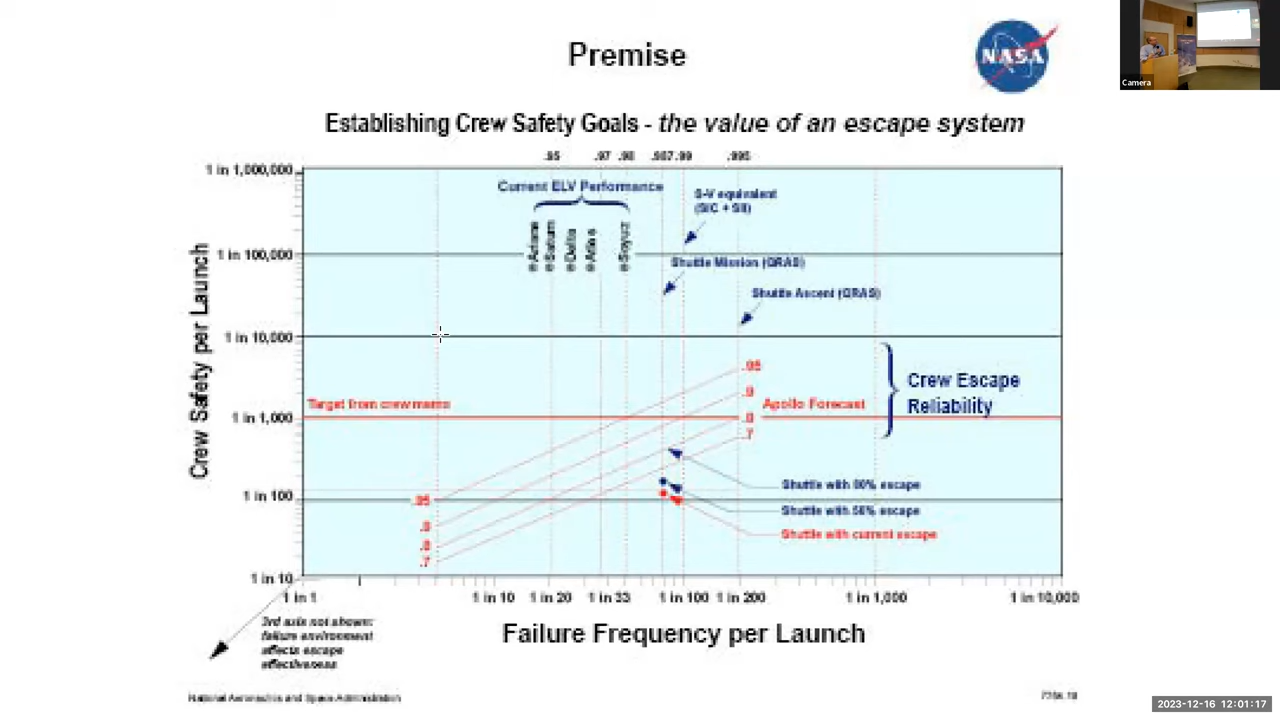 Premise
NASA
Camera
Establishing Crew Safety Goals - the value of an escape system
.95 .97 .98 .987 .99 .995
1 in 1,000,000
Current ELV Performance
S-V equivalent
(SIC + SII)
Ariane
Saturn
Delta
Atlas
Soyuz
1 in 100,000
Shuttle Mission (QRAS)
Shuttle Ascent (QRAS)
Crew Safety per Launch
1 in 10,000
.95
.9
.8
.7
Crew Escape
Reliability
Target from crew memo
Apollo Forecast
1 in 1,000
Shuttle with 80% escape
1 in 100
.95
.9
.8
.7
Shuttle with 50% escape
Shuttle with current escape
1 in 10
1 in 1 1 in 10 1 in 20 1 in 33 1 in 100 1 in 200 1 in 1,000 1 in 10,000
3rd axis not shown:
failure environment
affects escape
effectiveness
Failure Frequency per Launch
National Aeronautics and Space Administration
2023-12-16 12:01:17